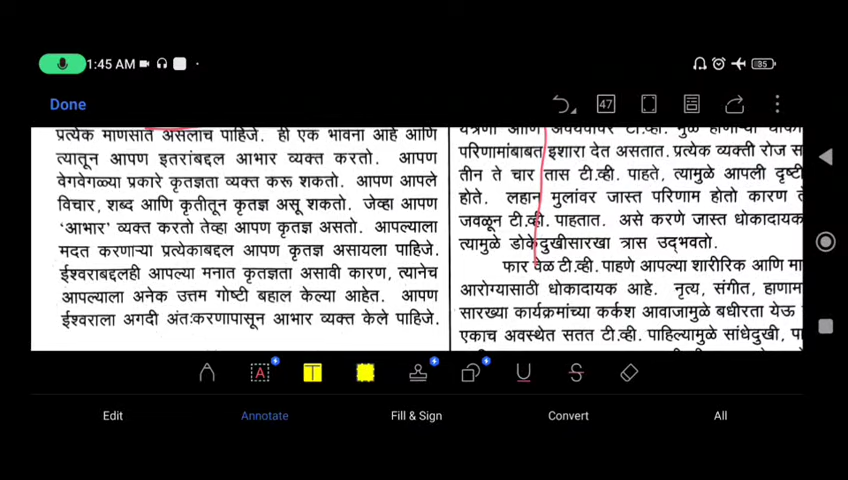 1:45 AM
35
Done
47
प्रत्येक माणसात असलाच पाहिजे. ही एक भावना आहे आणि
त्यातून आपण इतरांबद्दल आभार व्यक्त करतो. आपण
वेगवेगळ्या प्रकारे कृतज्ञता व्यक्त करू शकतो. आपण आपले
विचार, शब्द आणि कृतीतून कृतज्ञ असू शकतो. जेव्हा आपण
‘आभार’ व्यक्त करतो तेव्हा आपण कृतज्ञ असतो. आपल्याला
मदत करणाऱ्या प्रत्येकाबद्दल आपण कृतज्ञ असायला पाहिजे.
ईश्वराबद्दलही आपल्या मनात कृतज्ञता असावी कारण, त्यानेच
आपल्याला अनेक उत्तम गोष्टी बहाल केल्या आहेत. आपण
ईश्वराला अगदी अंतःकरणापासून आभार व्यक्त केले पाहिजे.
आणि टी.व्ही.
परिणामांबाबत इशारा देत असतात. प्रत्येक व्यक्ती रोज स
तीन ते चार तास टी.व्ही. पाहते, त्यामुळे आपली दृष्टी
होते. लहान मुलांवर जास्त परिणाम होतो कारण ते
जवळून टी.व्ही पाहतात. असे करणे जास्त धोकादायक
त्यामुळे डोकेदुखीसारखा त्रास उद्‌भवतो.
फार वेळ टी.व्ही. पाहणे आपल्या शारीरिक आणि मा
आरोग्यासाठी धोकादायक आहे. नृत्य, संगीत, हाणाम
सारख्या कार्यक्रमांच्या कर्कश आवाजामुळे बधीरता येऊ
एकाच अवस्थेत सतत टी.व्ही. पाहिल्यामुळे सांधेदुखी, पा
A
T
U
S
Edit
Annotate
Fill & Sign
Convert
All